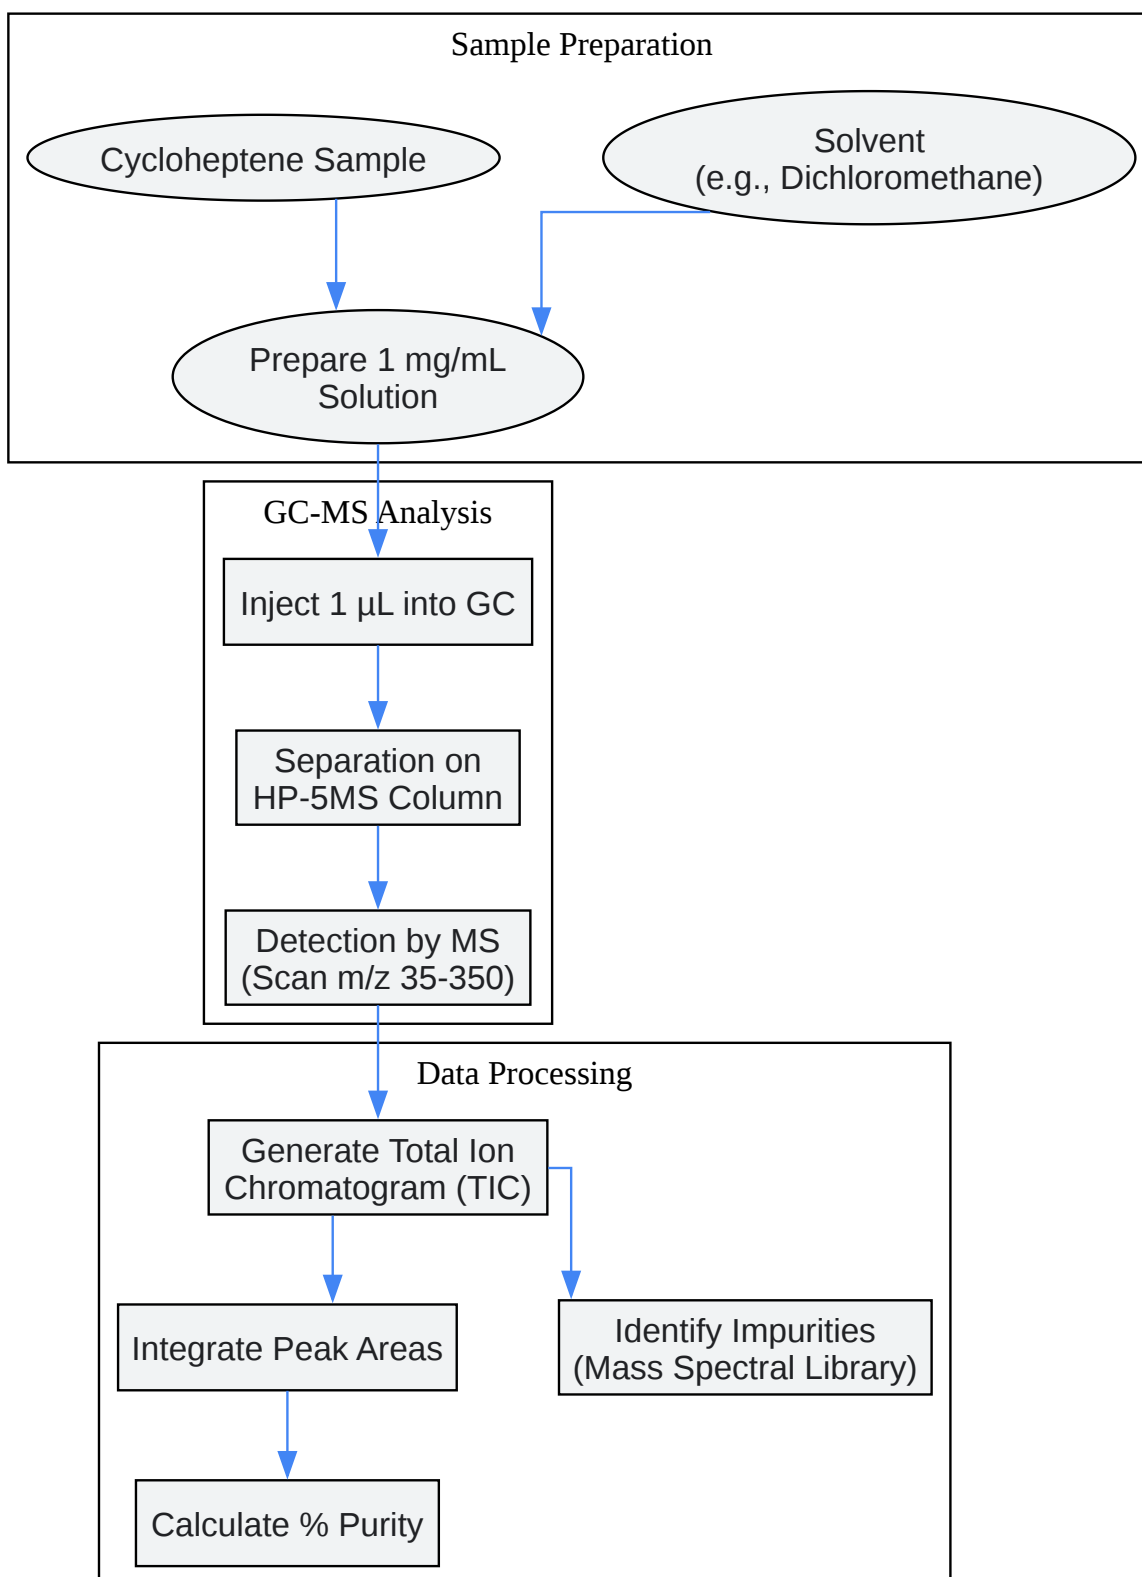 Sample Preparation
Cycloheptene Sample
Solvent
(e.g., Dichloromethane)
Prepare 1 mg/mL
Solution
GC-MS Analysis
Inject 1 µL into GC
Separation on
HP-5MS Column
Detection by MS
(Scan m/z 35-350)
Data Processing
Generate Total Ion
Chromatogram (TIC)
Integrate Peak Areas
Identify Impurities
(Mass Spectral Library)
Calculate % Purity